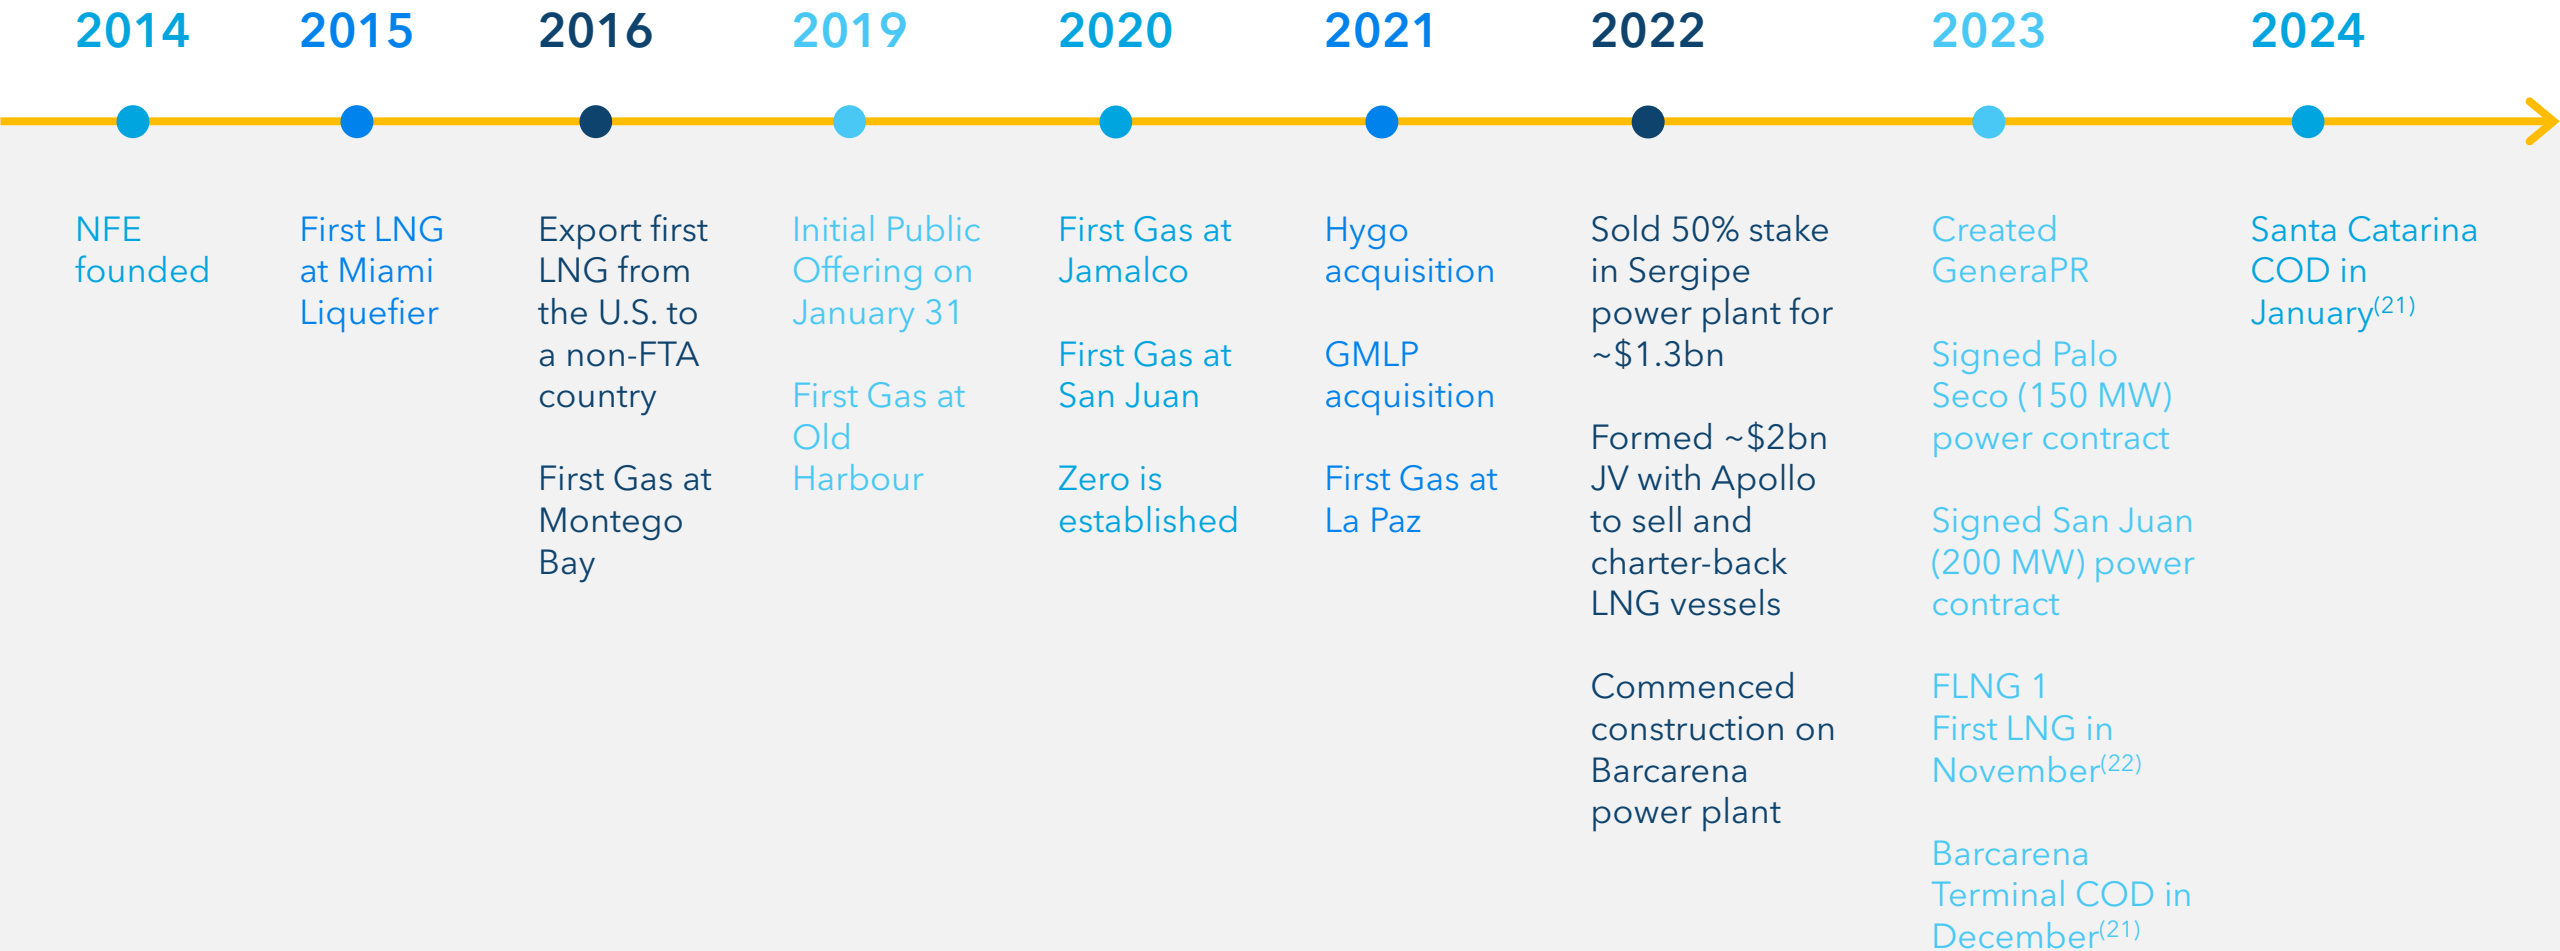 2014
NFE
founded
2015
First LNG
at Miami
Liquefier
2016
Export first
LNG from
the U.S. to
a non-FTA
country
First Gas at
Montego
Bay
2019
Initial Public
Offering on
January 31
First Gas at
Old
Harbour
2020
First Gas at
Jamalco
First Gas at
San Juan
Zero is
established
2021
Hygo
acquisition
GMLP
acquisition
First Gas at
La Paz
2022
Sold 50% stake
in Sergipe
power plant for
~$1.3bn
Formed ~$2bn
JV with Apollo
to sell and
charter-back
LNG vessels
Commenced
construction on
Barcarena
power plant
2023
Created
GeneraPR
Signed Palo
Seco (150 MW)
power contract
Signed San Juan
(200 MW) power
contract
FLNG 1
First LNG in
November(22)
Barcarena
Terminal COD in
December(21)
2024
Santa Catarina
COD in
January(21)